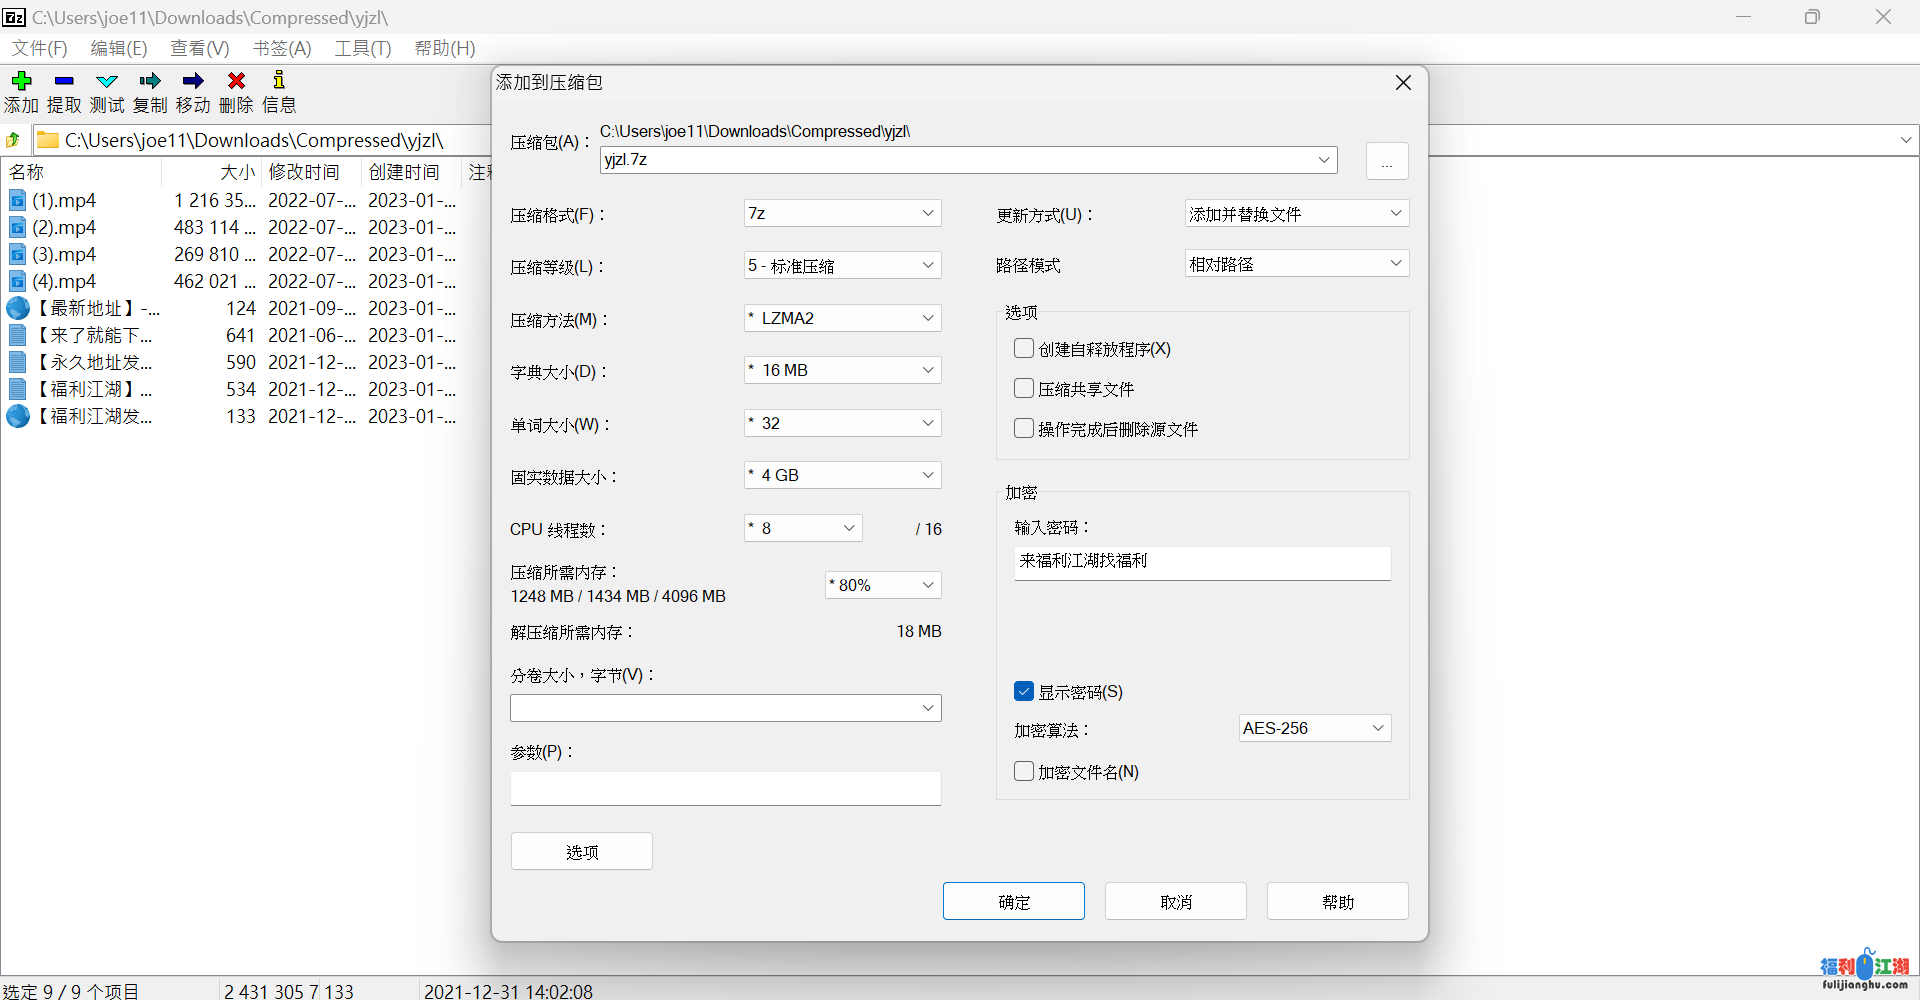 C:\Users\joe11\Downloads\Compressed\yjzl\
文件(F) 编辑(E) 查看(V) 书签(A) 工具(T) 帮助(H)
添加 提取 测试 复制 移动 删除 信息
C:\Users\joe11\Downloads\Compressed\yjzl\
名称 大小 修改时间 创建时间 注释
(1).mp4 1 216 35... 2022-07-... 2023-01-...
(2).mp4 483 114 ... 2022-07-... 2023-01-...
(3).mp4 269 810 ... 2022-07-... 2023-01-...
(4).mp4 462 021 ... 2022-07-... 2023-01-...
【最新地址】-... 124 2021-09-... 2023-01-...
【来了就能下... 641 2021-06-... 2023-01-...
【永久地址发... 590 2021-12-... 2023-01-...
【福利江湖】... 534 2021-12-... 2023-01-...
【福利江湖发... 133 2021-12-... 2023-01-...
添加到压缩包
压缩包(A)： C:\Users\joe11\Downloads\Compressed\yjzl\
yjzl.7z
...
压缩格式(F)： 7z
压缩等级(L)： 5 - 标准压缩
压缩方法(M)： * LZMA2
字典大小(D)： * 16 MB
单词大小(W)： * 32
固实数据大小： * 4 GB
CPU 线程数： * 8 / 16
压缩所需内存：
1248 MB / 1434 MB / 4096 MB * 80%
解压缩所需内存： 18 MB
分卷大小，字节(V)：
参数(P)：
选项
更新方式(U)： 添加并替换文件
路径模式 相对路径
选项
创建自释放程序(X)
压缩共享文件
操作完成后删除源文件
加密
输入密码：
来福利江湖找福利
显示密码(S)
加密算法： AES-256
加密文件名(N)
确定 取消 帮助
选定 9 / 9 个项目 2 431 305 7 133 2021-12-31 14:02:08
福利江湖
fulijianghu.com